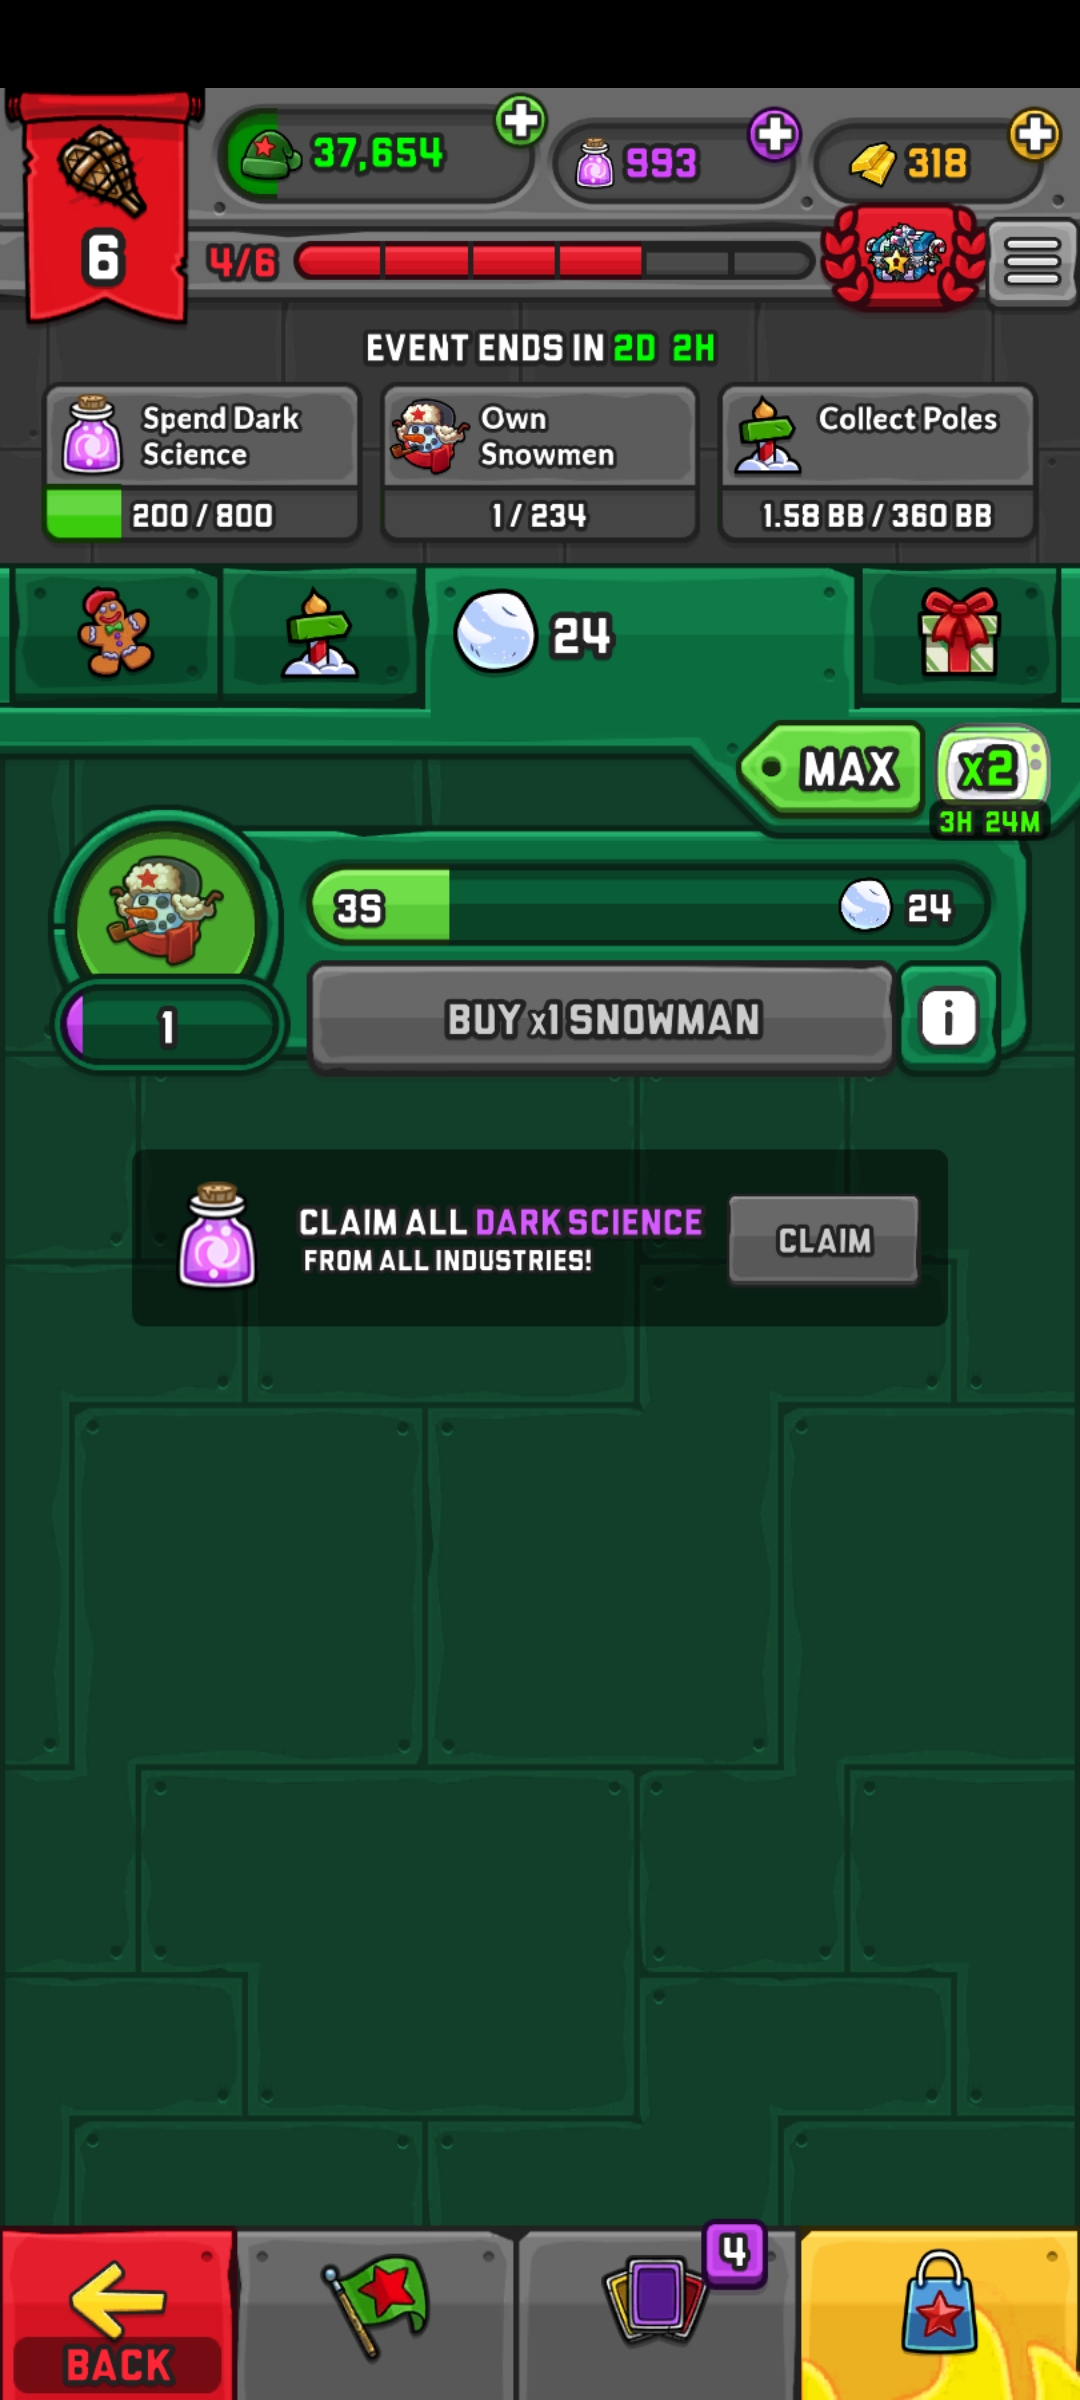 37,654
993
318
6
4/6
EVENT ENDS IN 2D 2H
Spend Dark
Science
200 / 800
Own
Snowmen
1 / 234
Collect Poles
1.58 BB / 360 BB
24
MAX
x2
3H 24M
3S
24
1
BUY x1 SNOWMAN
i
CLAIM ALL DARK SCIENCE
FROM ALL INDUSTRIES!
CLAIM
4
BACK